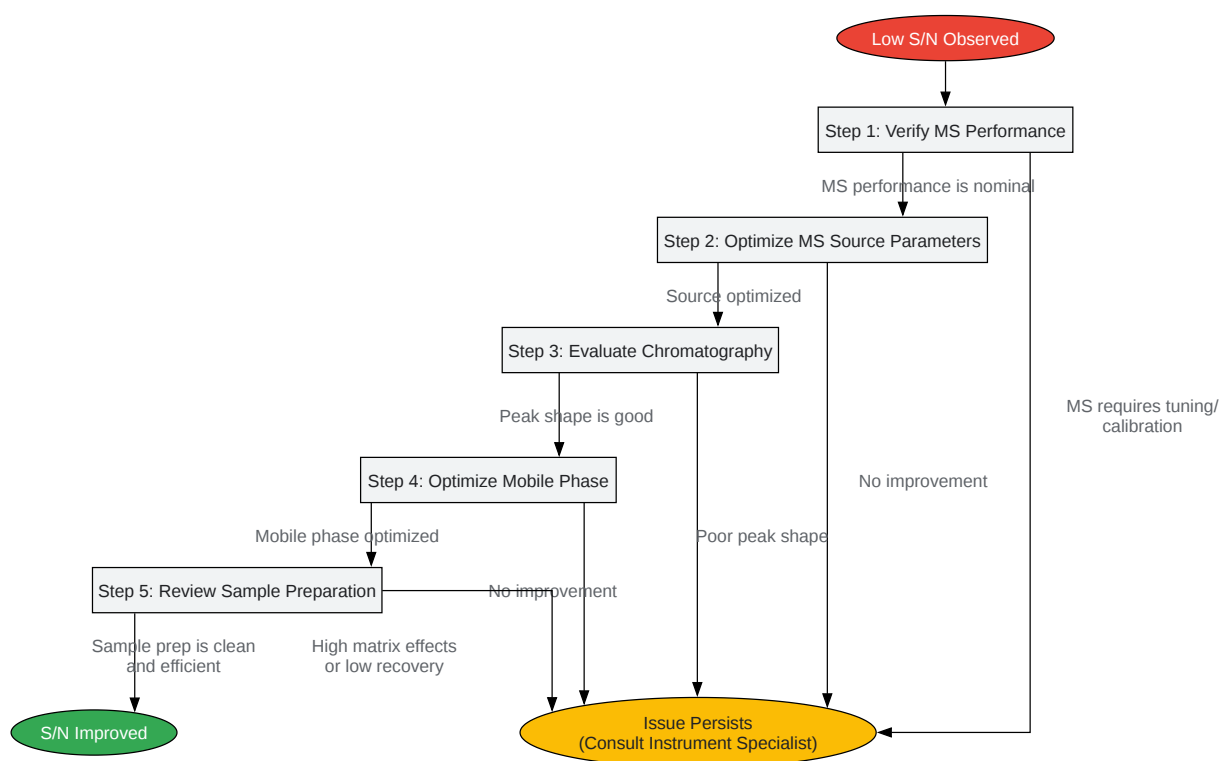 Low S/N Observed
Step 1: Verify MS Performance
MS performance is nominal
Step 2: Optimize MS Source Parameters
Source optimized
Step 3: Evaluate Chromatography
Peak shape is good
MS requires tuning/
calibration
Step 4: Optimize Mobile Phase
No improvement
Mobile phase optimized
Poor peak shape
Step 5: Review Sample Preparation
No improvement
Sample prep is clean
and efficient
High matrix effects
or low recovery
S/N Improved
Issue Persists
(Consult Instrument Specialist)